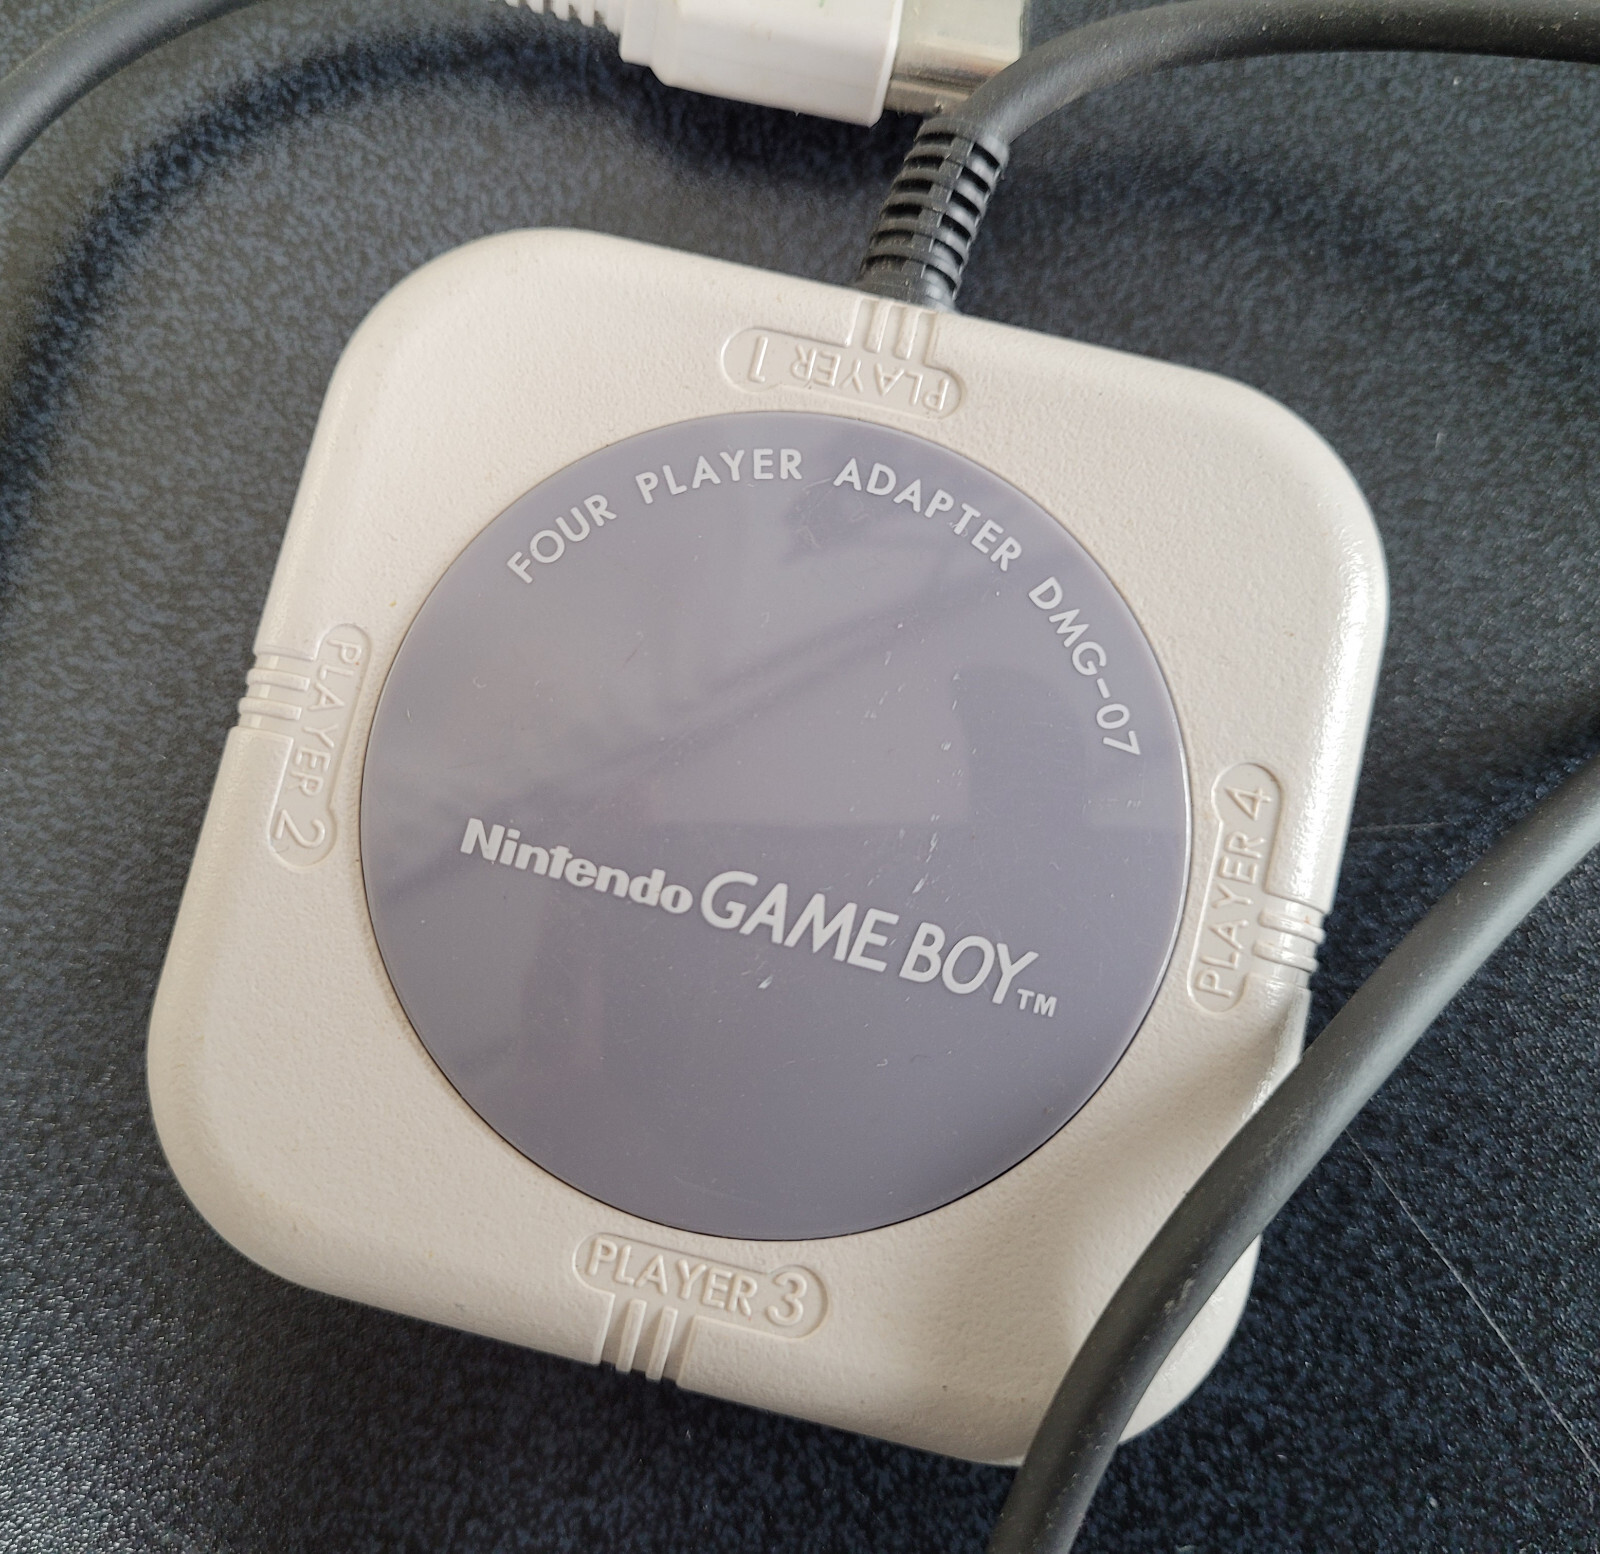 PLAYER 1
FOUR PLAYER ADAPTER DMG-07
PLAYER 2
Nintendo GAME BOY™
PLAYER 4
PLAYER 3